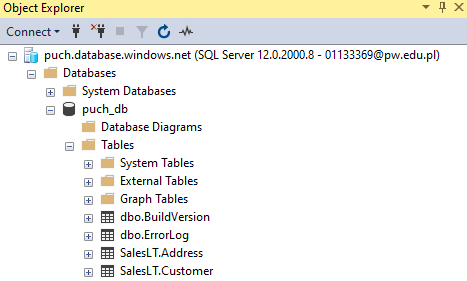 Object Explorer
Connect
puch.database.windows.net (SQL Server 12.0.2000.8 - 01133369@pw.edu.pl)
Databases
System Databases
puch_db
Database Diagrams
Tables
System Tables
External Tables
Graph Tables
dbo.BuildVersion
dbo.ErrorLog
SalesLT.Address
SalesLT.Customer